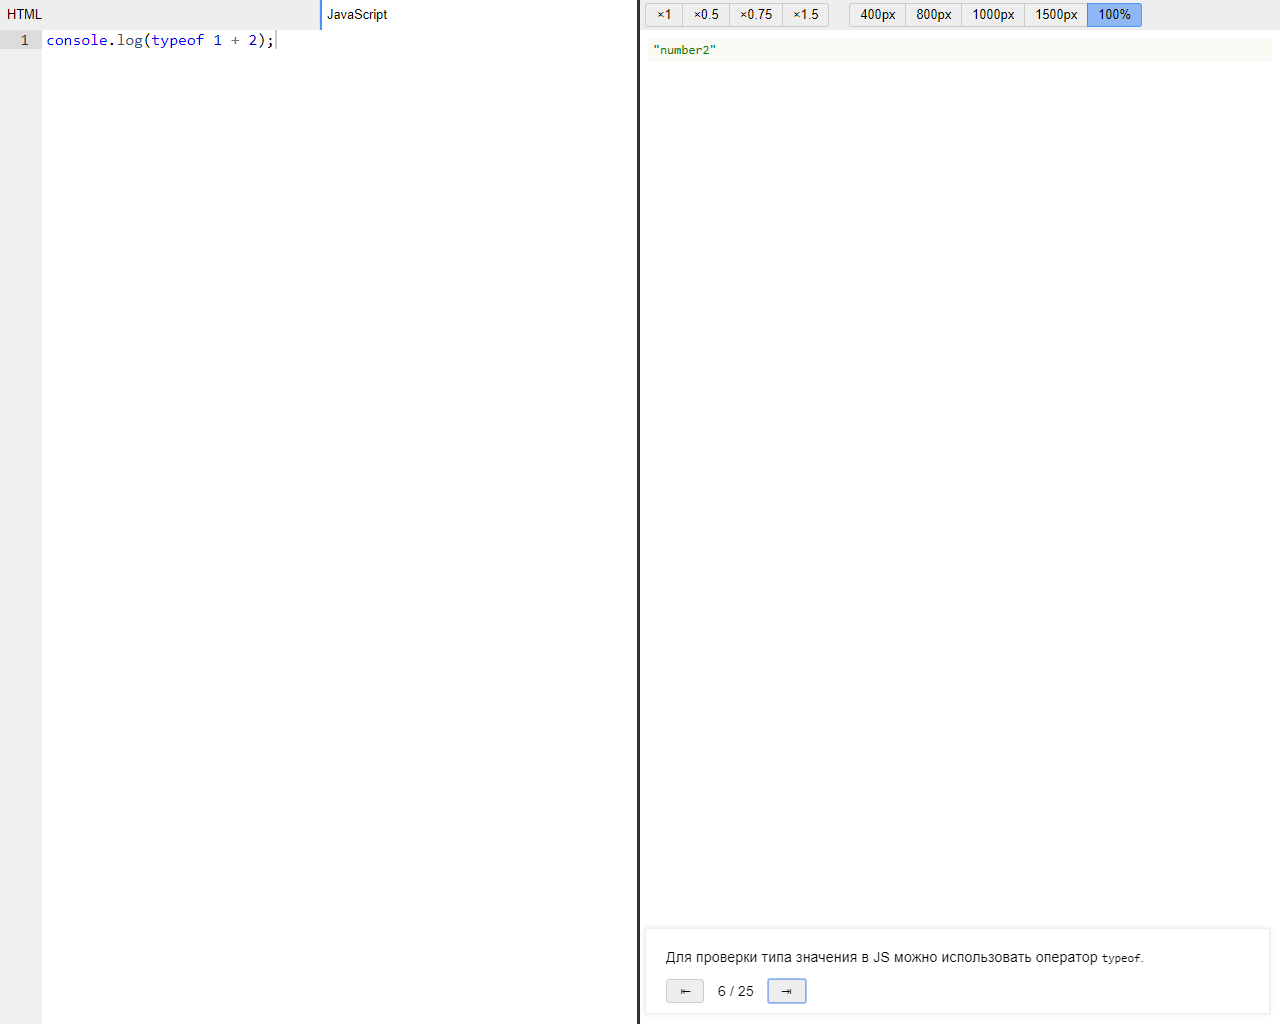 HTML
JavaScript
×1 ×0.5 ×0.75 ×1.5 400px 800px 1000px 1500px 100%
1 console.log(typeof 1 + 2);
"number2"
Для проверки типа значения в JS можно использовать оператор typeof.
⇤ 6 / 25 ⇥